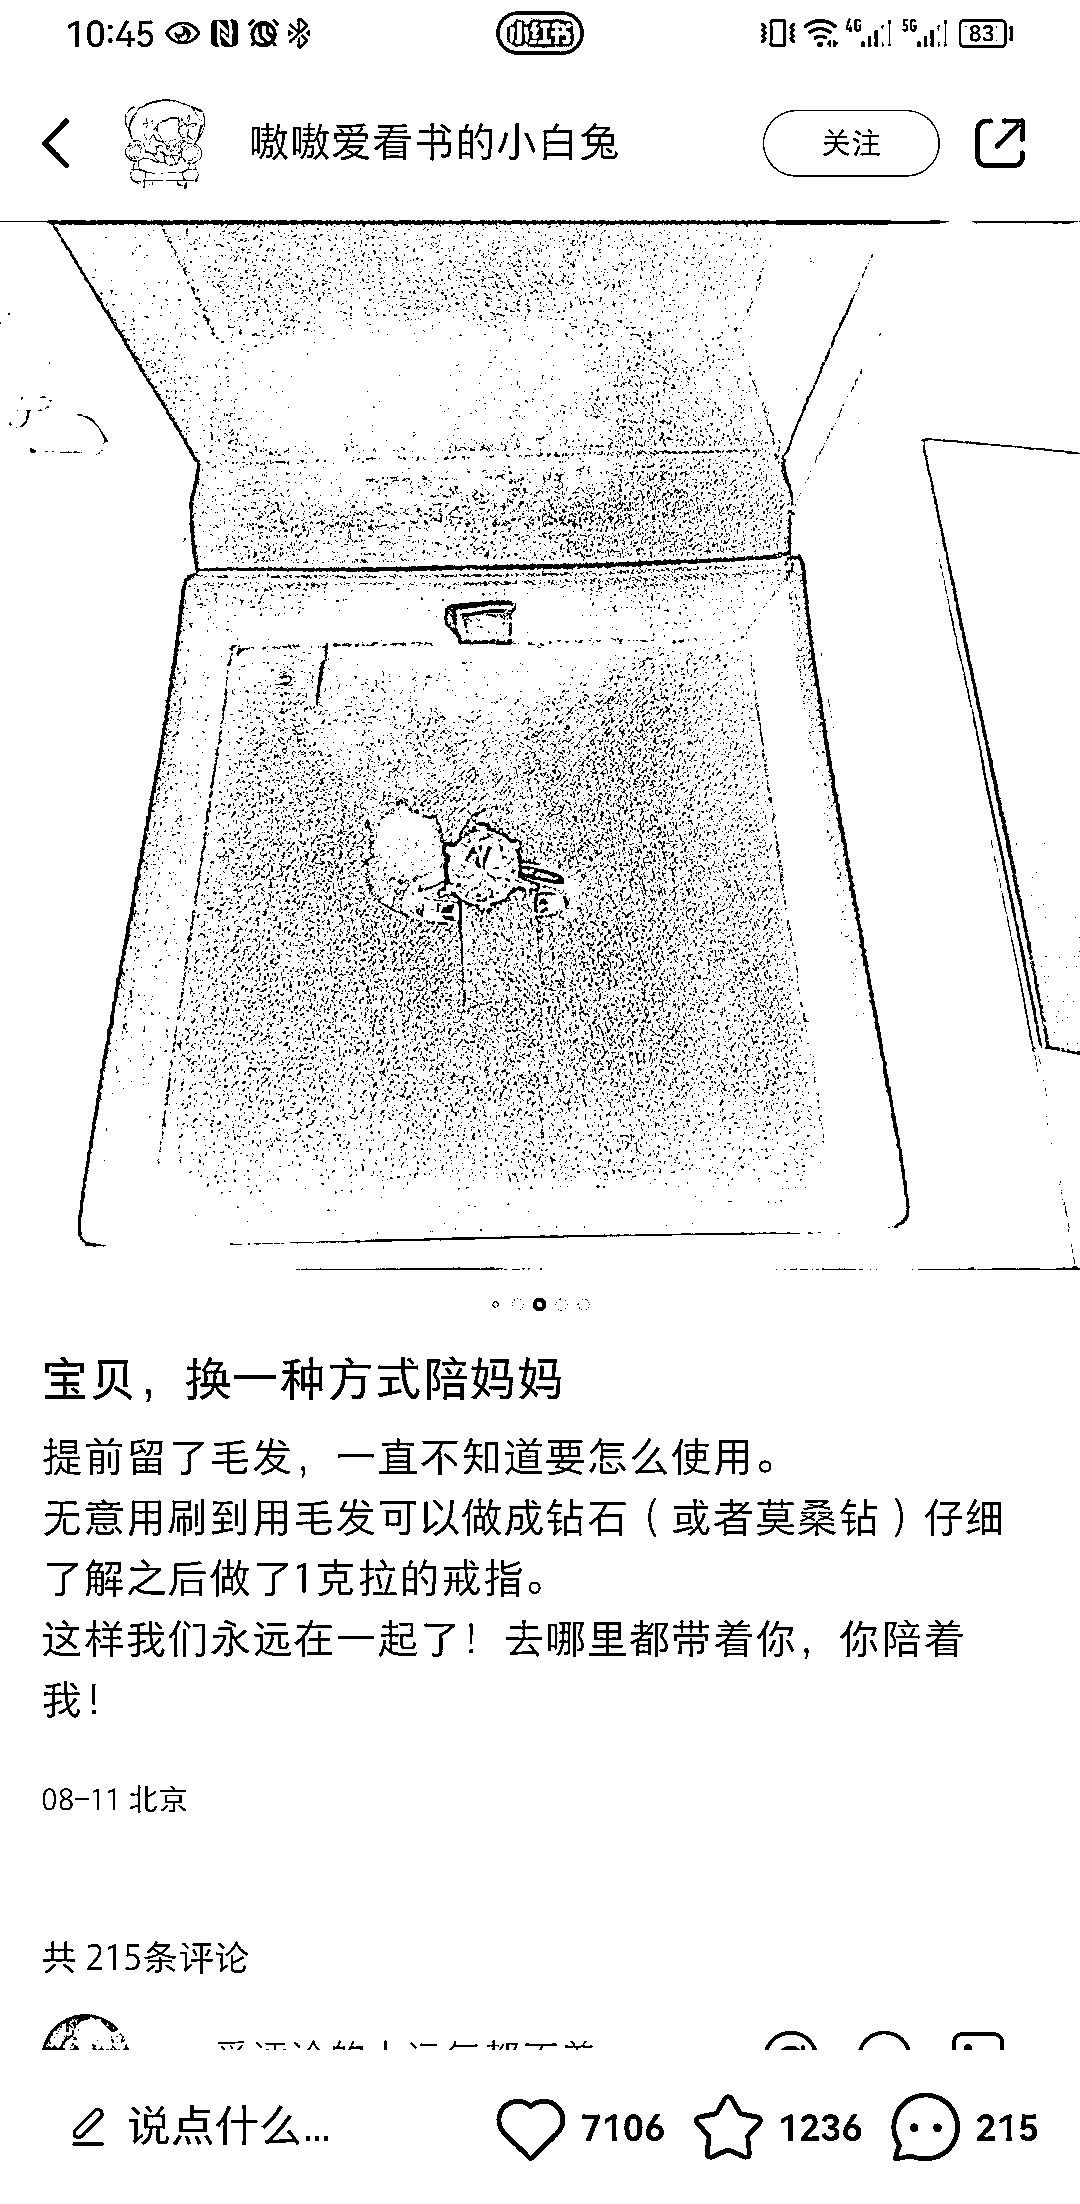 10:45
小红书
4G
5G
83
嗷嗷爱看书的小白兔
关注
宝贝，换一种方式陪妈妈
提前留了毛发，一直不知道要怎么使用。
无意用刷到用毛发可以做成钻石（或者莫桑钻）仔细
了解之后做了1克拉的戒指。
这样我们永远在一起了！去哪里都带着你，你陪着
我！
08-11 北京
共 215条评论
说点什么...
7106
1236
215